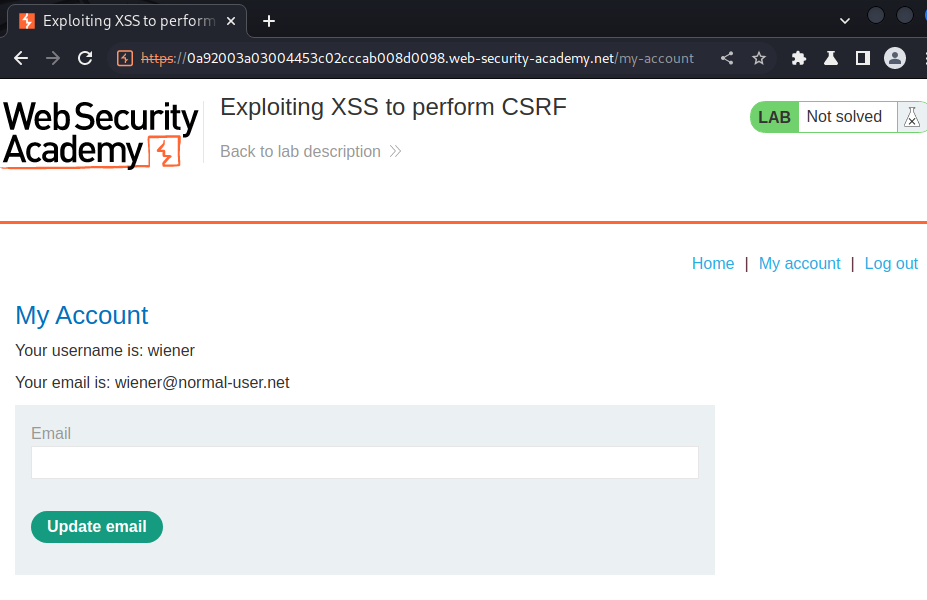 Exploiting XSS to perform
https://0a92003a03004453c02cccab008d0098.web-security-academy.net/my-account
Web Security
Academy
Exploiting XSS to perform CSRF
Back to lab description
LAB Not solved
Home | My account | Log out
My Account
Your username is: wiener
Your email is: wiener@normal-user.net
Email
Update email